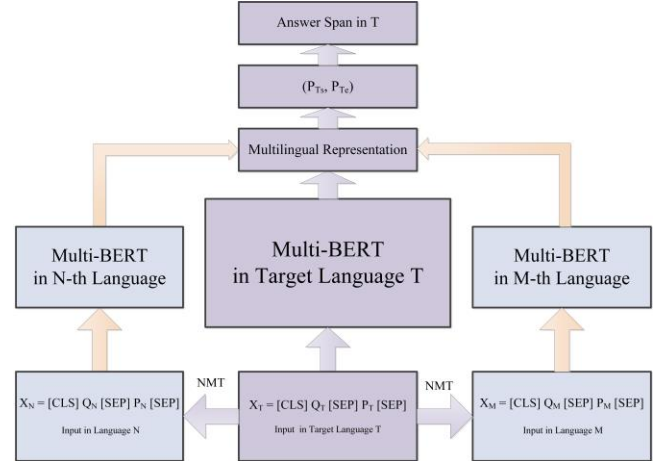 Answer Span in T
(P_Ts, P_Te)
Multilingual Representation
Multi-BERT
in N-th Language
Multi-BERT
in Target Language T
Multi-BERT
in M-th Language
NMT
NMT
X_N = [CLS] Q_N [SEP] P_N [SEP]
Input in Language N
X_T = [CLS] Q_T [SEP] P_T [SEP]
Input in Target Language T
X_M = [CLS] Q_M [SEP] P_M [SEP]
Input in Language M